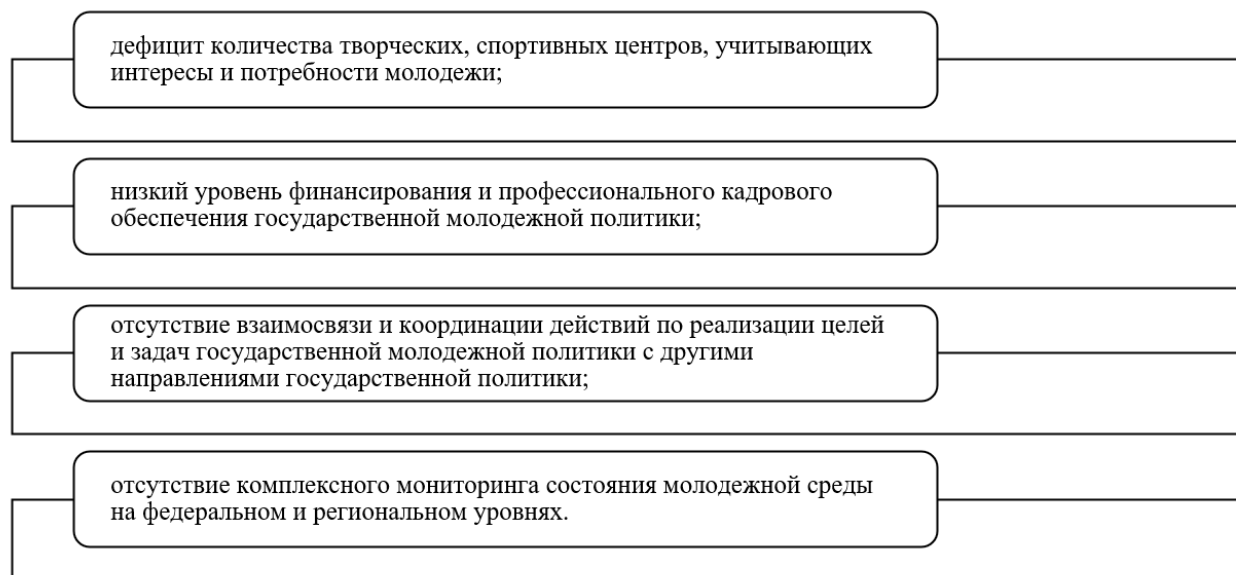 дефицит количества творческих, спортивных центров, учитывающих
интересы и потребности молодежи;
низкий уровень финансирования и профессионального кадрового
обеспечения государственной молодежной политики;
отсутствие взаимосвязи и координации действий по реализации целей
и задач государственной молодежной политики с другими
направлениями государственной политики;
отсутствие комплексного мониторинга состояния молодежной среды
на федеральном и региональном уровнях.